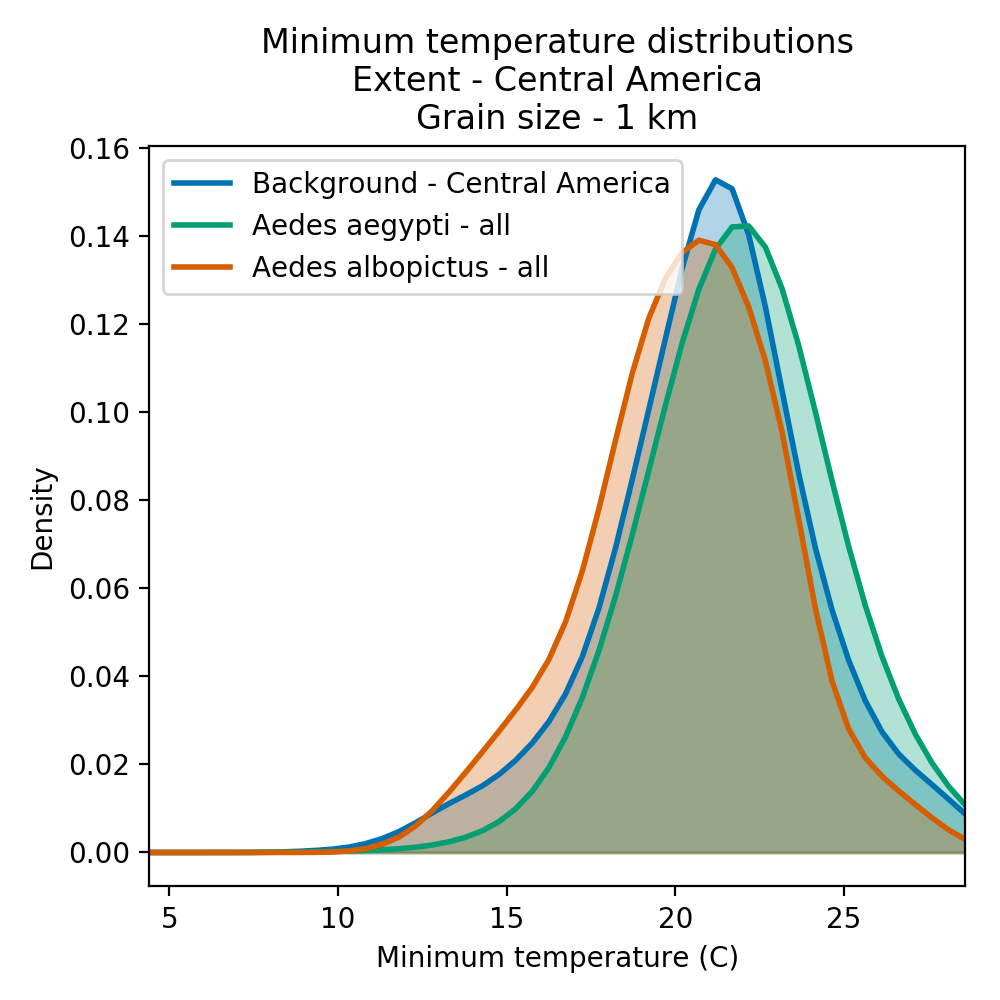 Minimum temperature distributions
Extent - Central America
Grain size - 1 km
0.16
0.14
0.12
0.10
0.08
0.06
0.04
0.02
0.00
Density
Background - Central America
Aedes aegypti - all
Aedes albopictus - all
5 10 15 20 25
Minimum temperature (C)